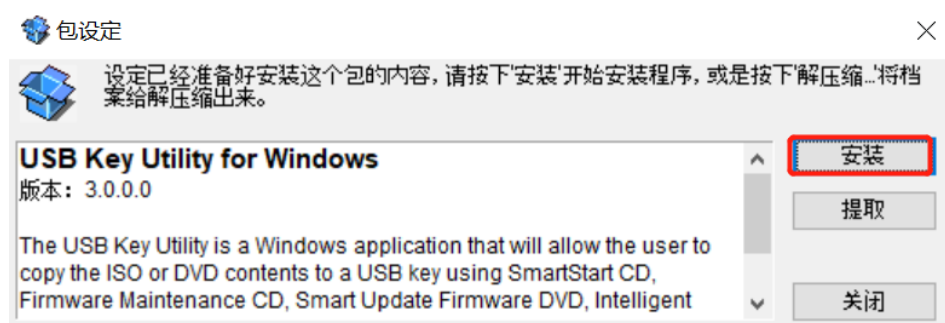 包设定
设定已经准备好安装这个包的内容，请按下'安装'开始安装程序，或是按下'解压缩...'将档
案给解压缩出来。
USB Key Utility for Windows
版本：3.0.0.0
The USB Key Utility is a Windows application that will allow the user to
copy the ISO or DVD contents to a USB key using SmartStart CD,
Firmware Maintenance CD, Smart Update Firmware DVD, Intelligent
安装
提取
关闭